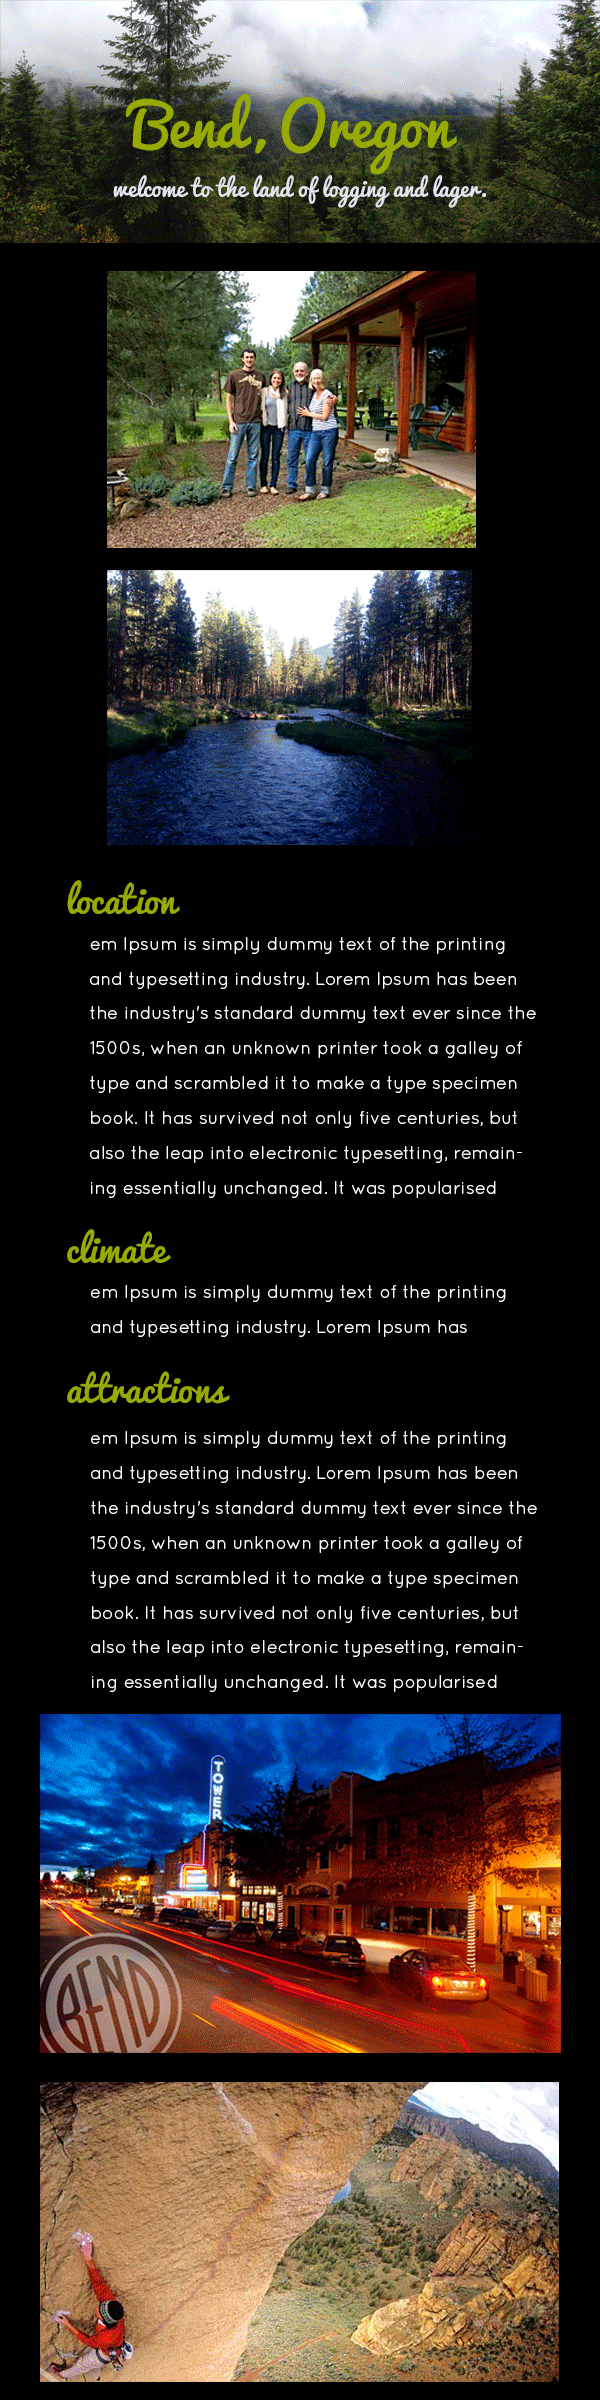 Bend, Oregon
welcome to the land of logging and lager.
location
em Ipsum is simply dummy text of the printing
and typesetting industry. Lorem Ipsum has been
the industry's standard dummy text ever since the
1500s, when an unknown printer took a galley of
type and scrambled it to make a type specimen
book. It has survived not only five centuries, but
also the leap into electronic typesetting, remain-
ing essentially unchanged. It was popularised
climate
em Ipsum is simply dummy text of the printing
and typesetting industry. Lorem Ipsum has
attractions
em Ipsum is simply dummy text of the printing
and typesetting industry. Lorem Ipsum has been
the industry's standard dummy text ever since the
1500s, when an unknown printer took a galley of
type and scrambled it to make a type specimen
book. It has survived not only five centuries, but
also the leap into electronic typesetting, remain-
ing essentially unchanged. It was popularised
TOWER
BEND